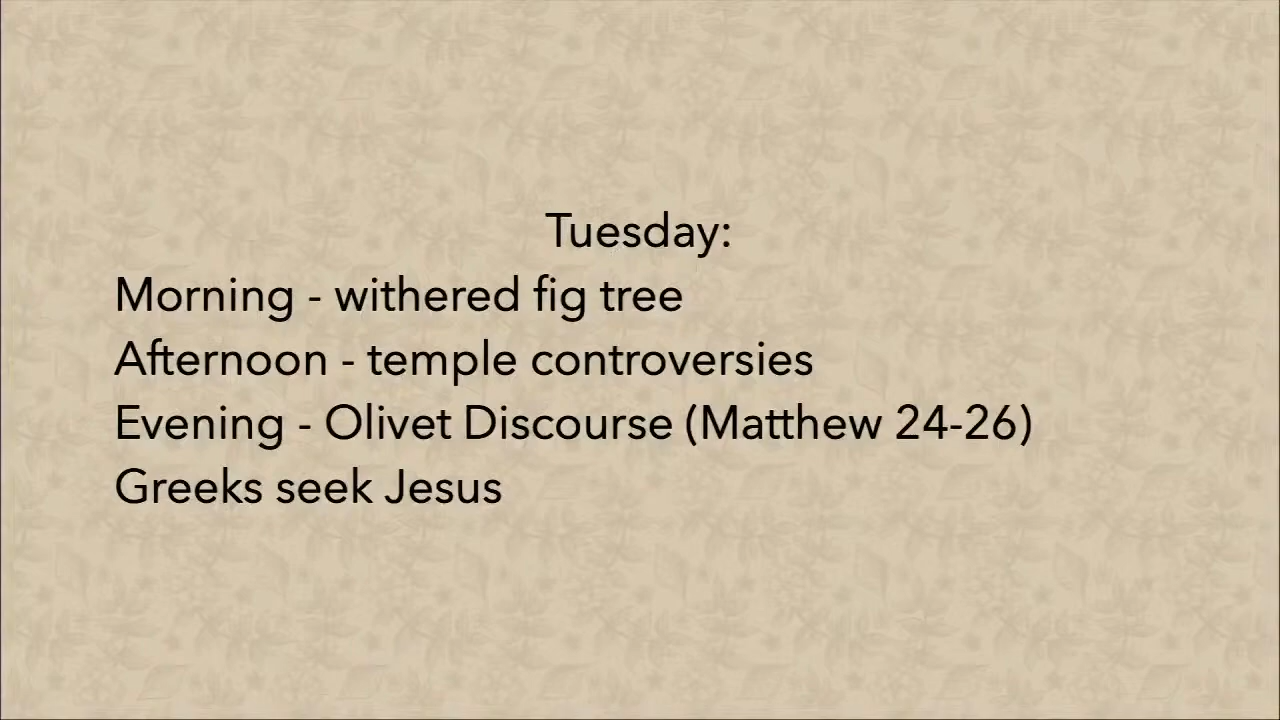 Tuesday:
Morning - withered fig tree
Afternoon - temple controversies
Evening - Olivet Discourse (Matthew 24-26)
Greeks seek Jesus